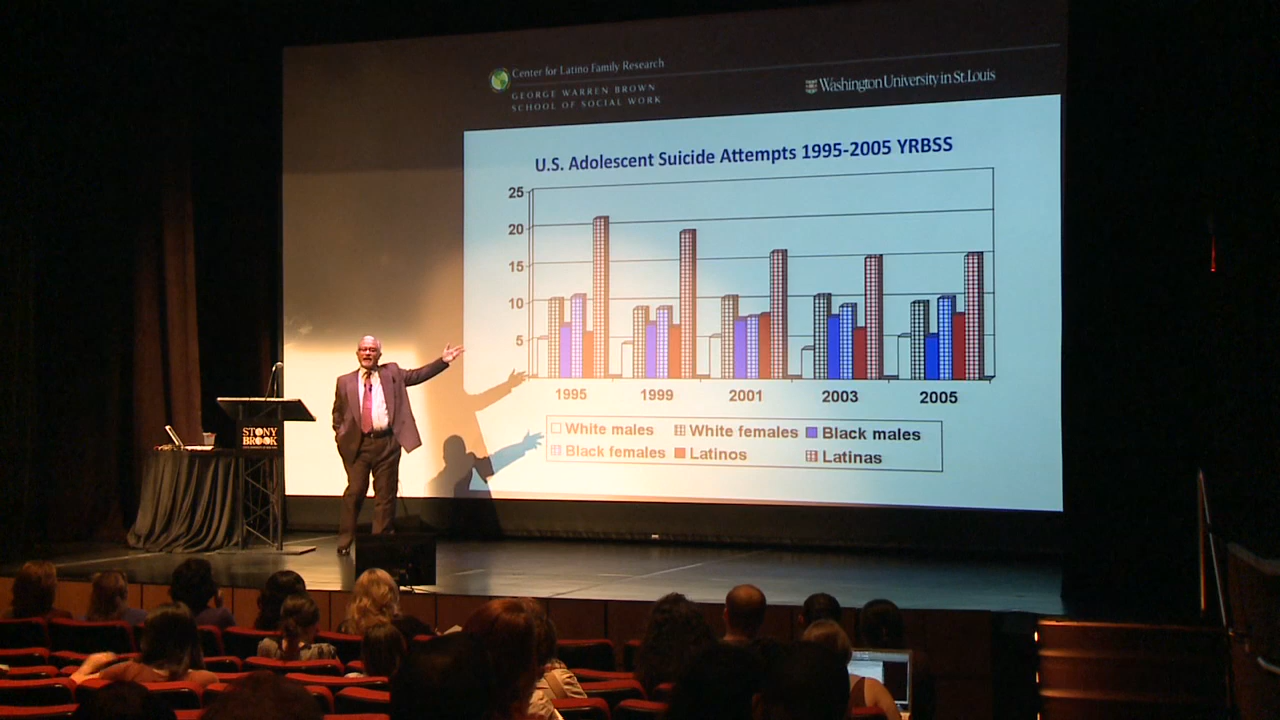 Center for Latino Family Research
GEORGE WARREN BROWN
SCHOOL OF SOCIAL WORK
Washington University in St. Louis
U.S. Adolescent Suicide Attempts 1995-2005 YRBSS
25
20
15
10
5
1995 1999 2001 2003 2005
White males White females Black males
Black females Latinos Latinas
STONY
BROOK